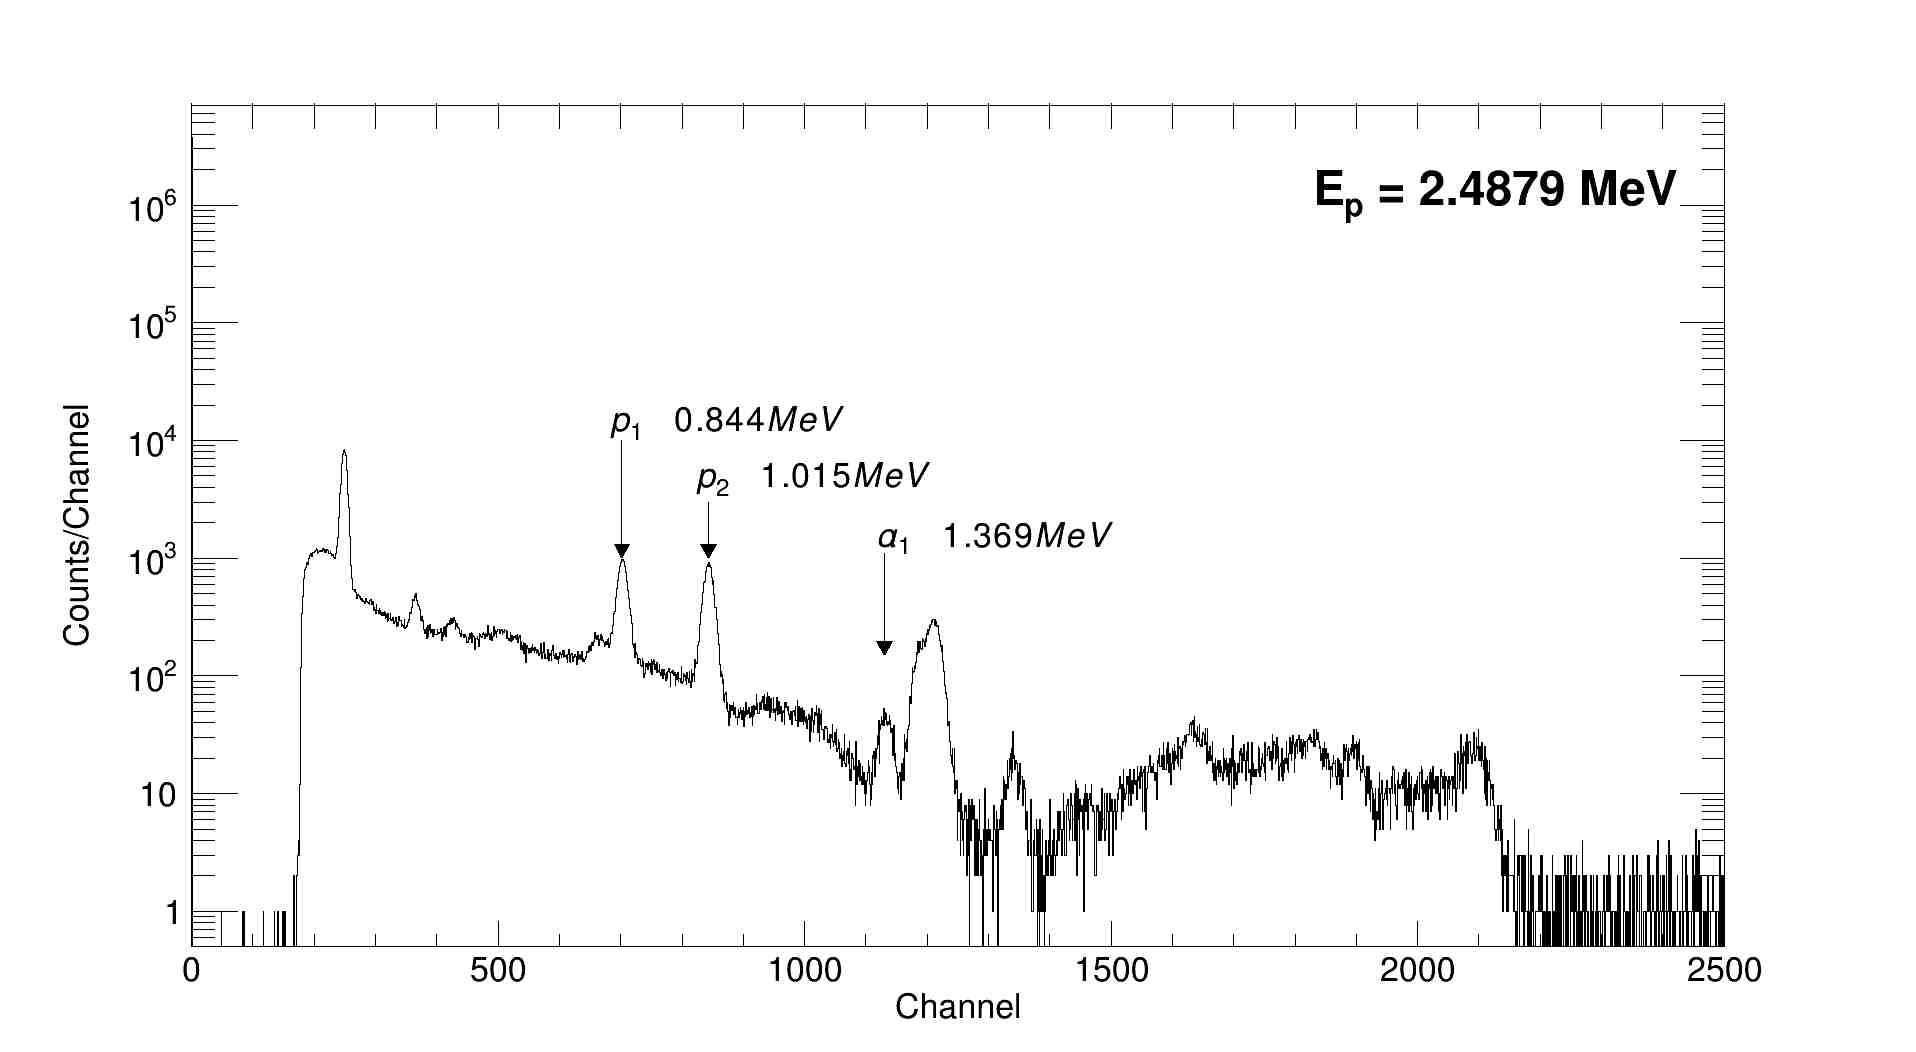 E_p = 2.4879 MeV
10^6
10^5
10^4
10^3
10^2
10
1
Counts/Channel
p_1 0.844MeV
p_2 1.015MeV
α_1 1.369MeV
0 500 1000 1500 2000 2500
Channel